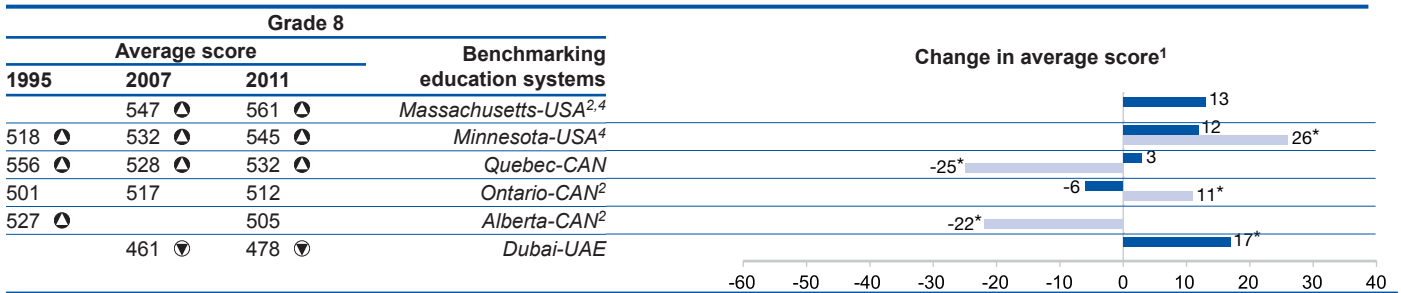 Grade 8
Average score
Benchmarking education systems
Change in average score1
1995 2007 2011
547 561 Massachusetts-USA2,4 13
518 532 545 Minnesota-USA4 12 26*
556 528 532 Quebec-CAN -25* 3
501 517 512 Ontario-CAN2 -6 11*
527 505 Alberta-CAN2 -22*
461 478 Dubai-UAE 17*
-60 -50 -40 -30 -20 -10 0 10 20 30 40